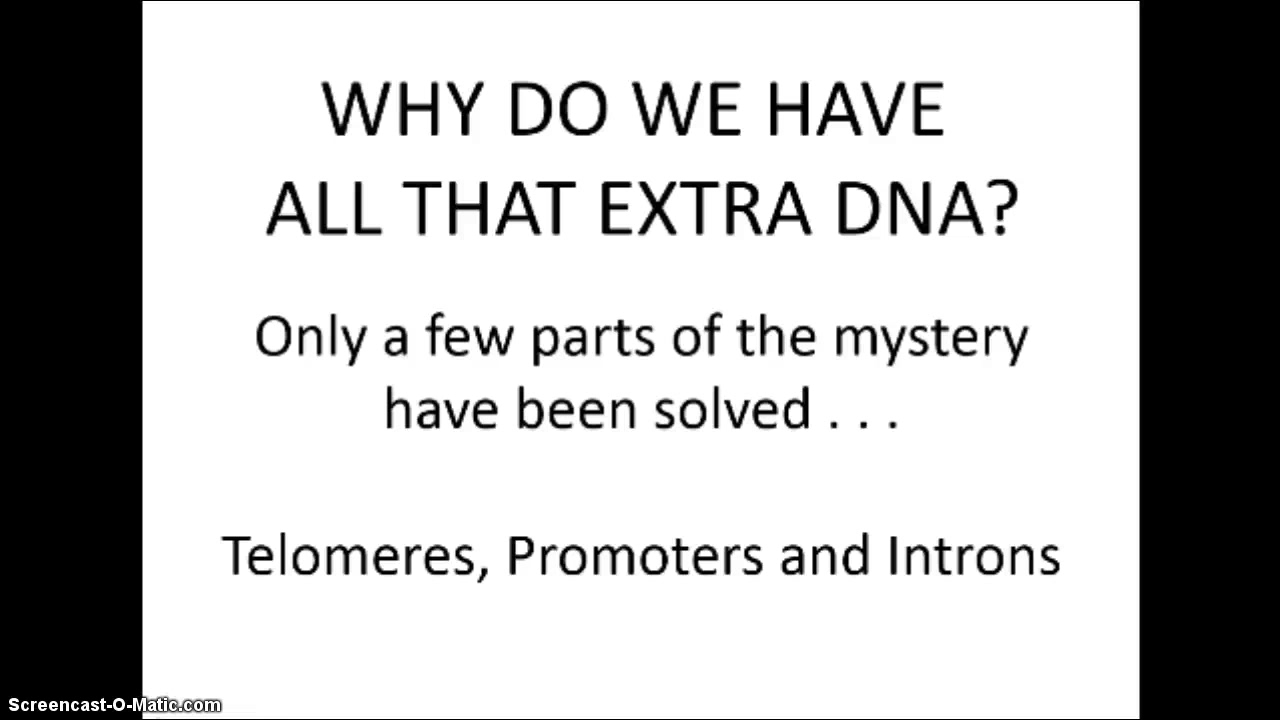 WHY DO WE HAVE
ALL THAT EXTRA DNA?
Only a few parts of the mystery
have been solved . . .
Telomeres, Promoters and Introns
Screencast-O-Matic.com